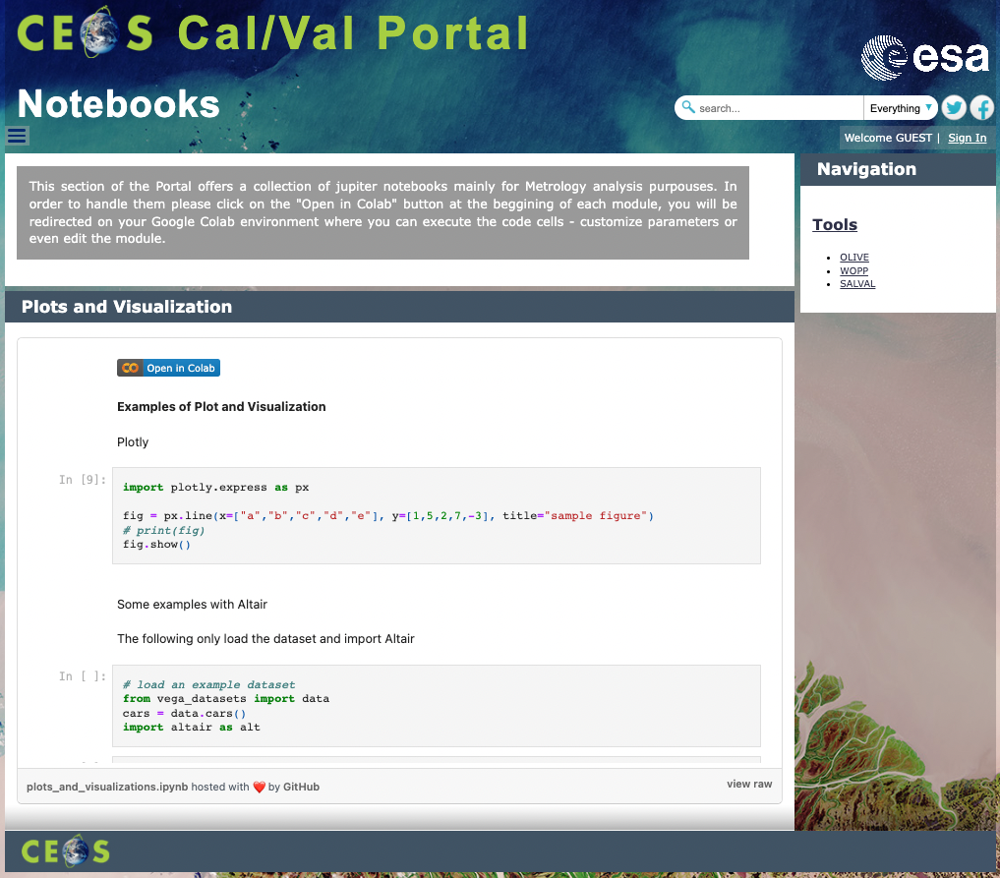 CEOS Cal/Val Portal
esa
Notebooks
search...
Everything
Welcome GUEST | Sign In
This section of the Portal offers a collection of jupiter notebooks mainly for Metrology analysis purpouses. In
order to handle them please click on the "Open in Colab" button at the beggining of each module, you will be
redirected on your Google Colab environment where you can execute the code cells - customize parameters or
even edit the module.
Navigation
Tools
OLIVE
WOPP
SALVAL
Plots and Visualization
Open in Colab
Examples of Plot and Visualization
Plotly
In [9]:
import plotly.express as px
fig = px.line(x=["a","b","c","d","e"], y=[1,5,2,7,-3], title="sample figure")
# print(fig)
fig.show()
Some examples with Altair
The following only load the dataset and import Altair
In [ ]:
# load an example dataset
from vega_datasets import data
cars = data.cars()
import altair as alt
plots_and_visualizations.ipynb hosted with ❤ by GitHub
view raw
CEOS